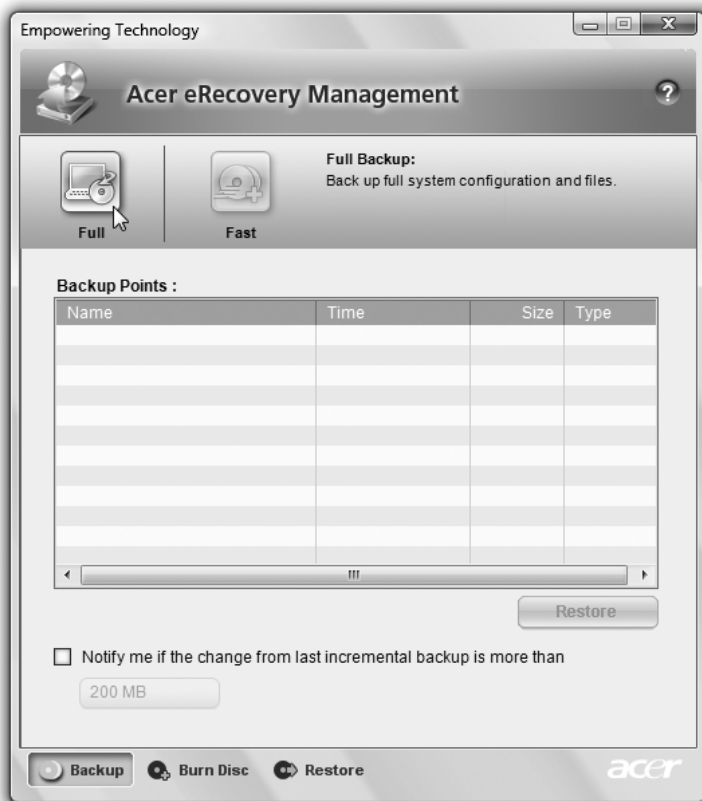 Empowering Technology
Acer eRecovery Management
?
Full
Fast
Full Backup:
Back up full system configuration and files.
Backup Points :
Name Time Size Type
Restore
Notify me if the change from last incremental backup is more than
200 MB
Backup Burn Disc Restore acer